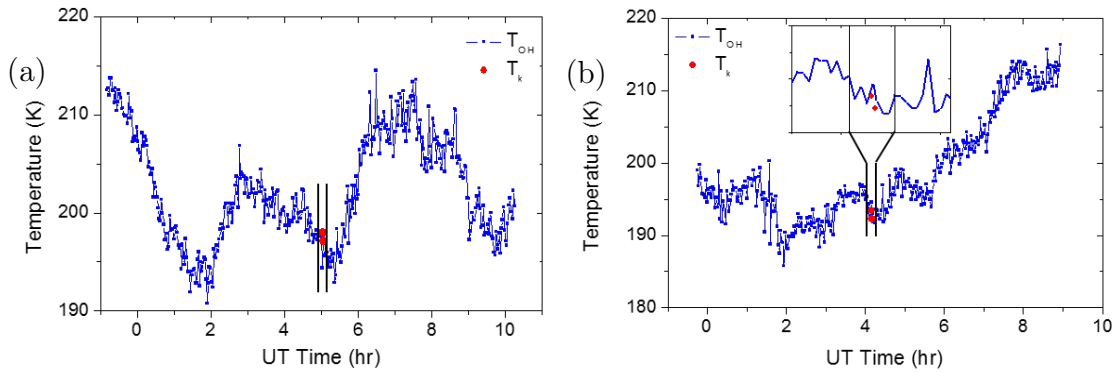 (a)
220
210
200
190
Temperature (K)
T_OH
T_k
0 2 4 6 8 10
UT Time (hr)
(b)
220
210
200
190
180
Temperature (K)
T_OH
T_k
0 2 4 6 8 10
UT Time (hr)